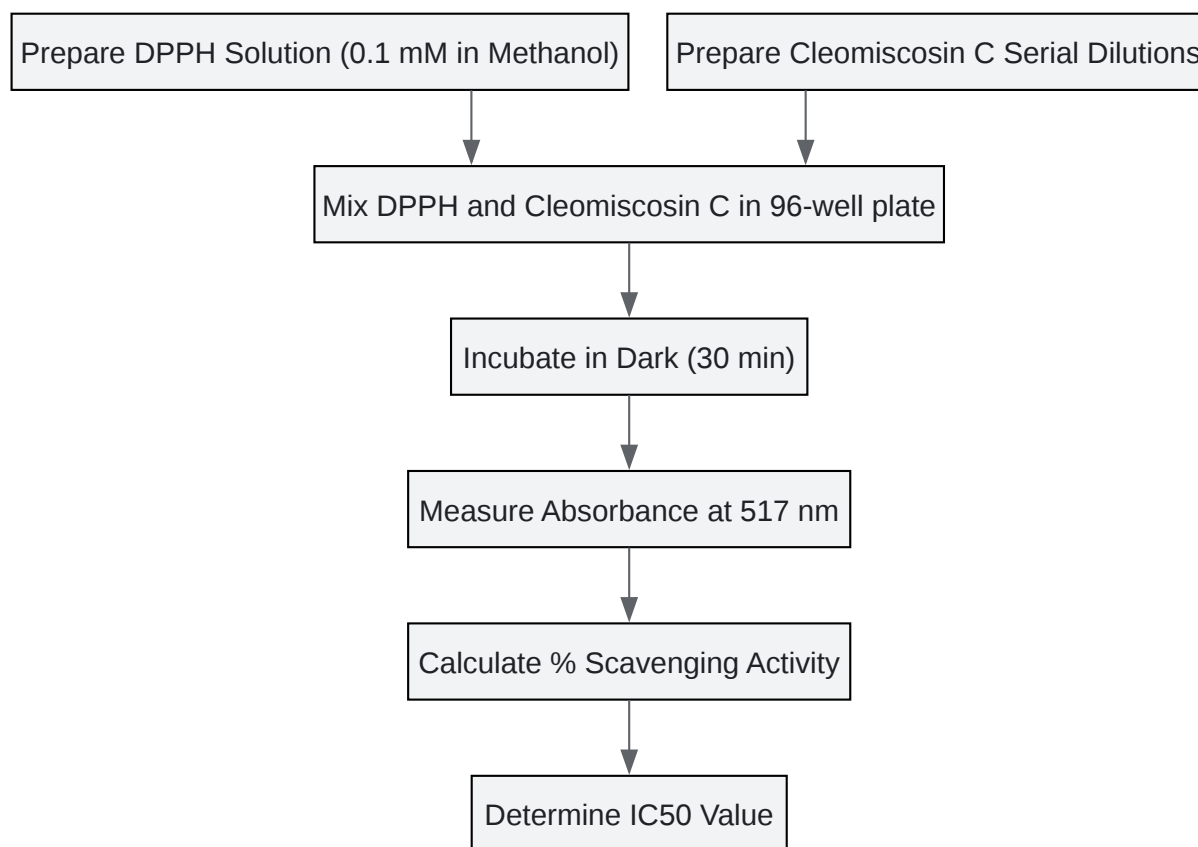 Prepare DPPH Solution (0.1 mM in Methanol)
Prepare Cleomiscosin C Serial Dilutions
Mix DPPH and Cleomiscosin C in 96-well plate
Incubate in Dark (30 min)
Measure Absorbance at 517 nm
Calculate % Scavenging Activity
Determine IC50 Value